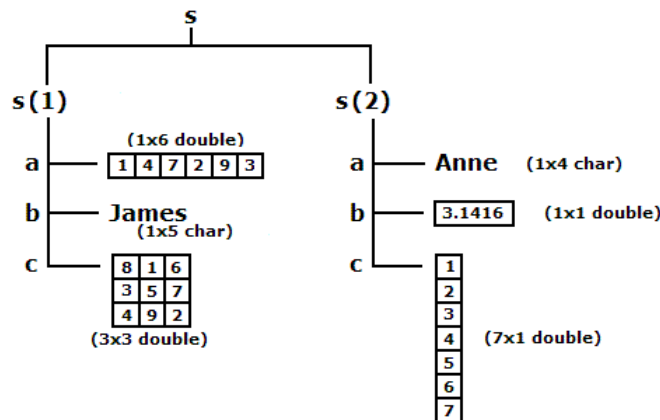 s
s(1)
(1x6 double)
a
1 4 7 2 9 3
b
James
(1x5 char)
c
8 1 6
3 5 7
4 9 2
(3x3 double)
s(2)
a
Anne (1x4 char)
b
3.1416 (1x1 double)
c
1
2
3
4
5
6
7
(7x1 double)